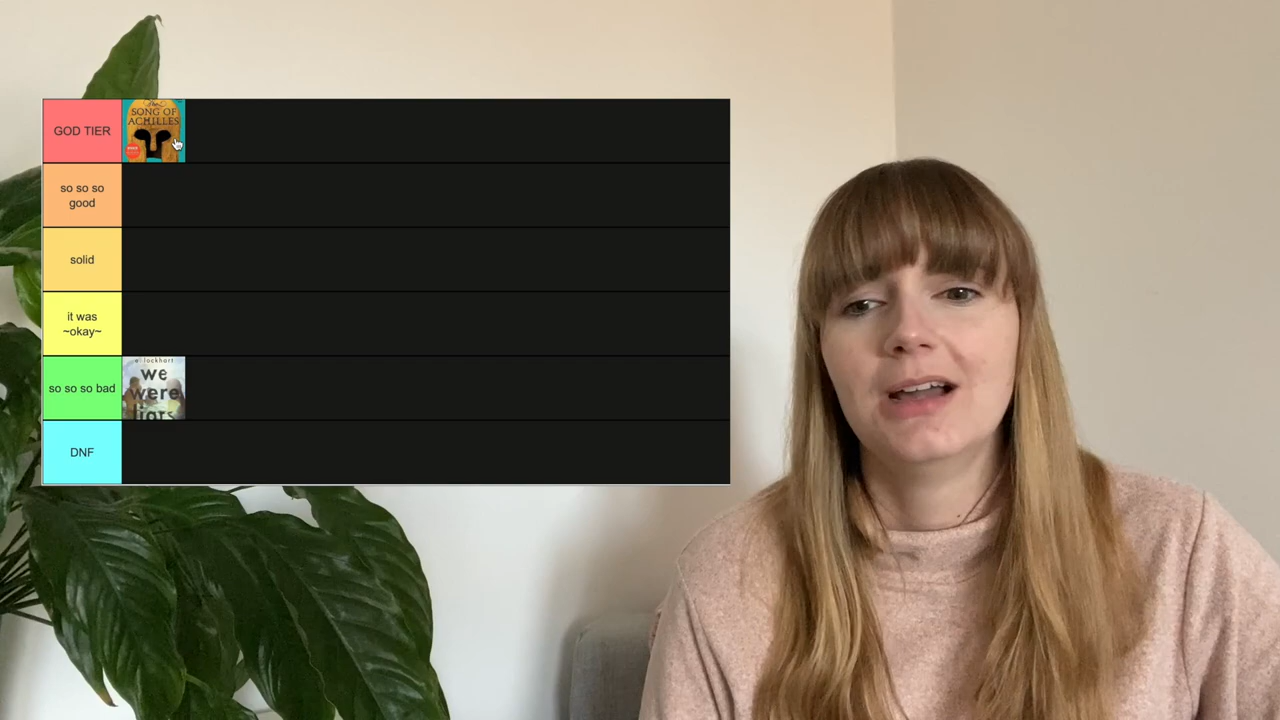 GOD TIER
The
SONG OF
ACHILLES
so so so
good
solid
it was
~okay~
so so so bad
e. lockhart
we
were
liars
DNF